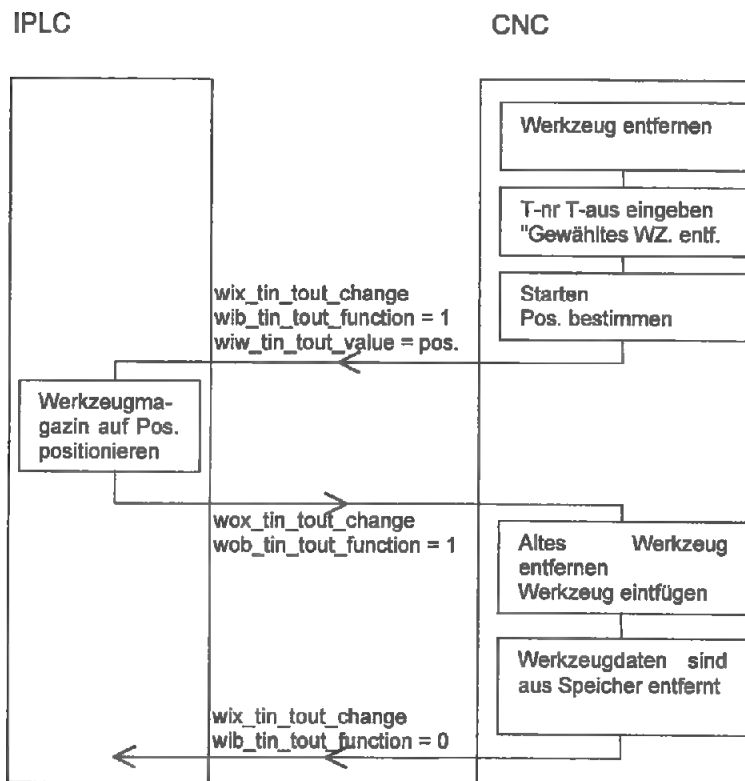 IPLC
CNC
Werkzeug entfernen
T-nr T-aus eingeben
"Gewähltes WZ. entf.
Starten
Pos. bestimmen
wix_tin_tout_change
wib_tin_tout_function = 1
wiw_tin_tout_value = pos.
Werkzeugma-
gazin auf Pos.
positionieren
wox_tin_tout_change
wob_tin_tout_function = 1
Altes Werkzeug
entfernen
Werkzeug eintfügen
Werkzeugdaten sind
aus Speicher entfernt
wix_tin_tout_change
wib_tin_tout_function = 0